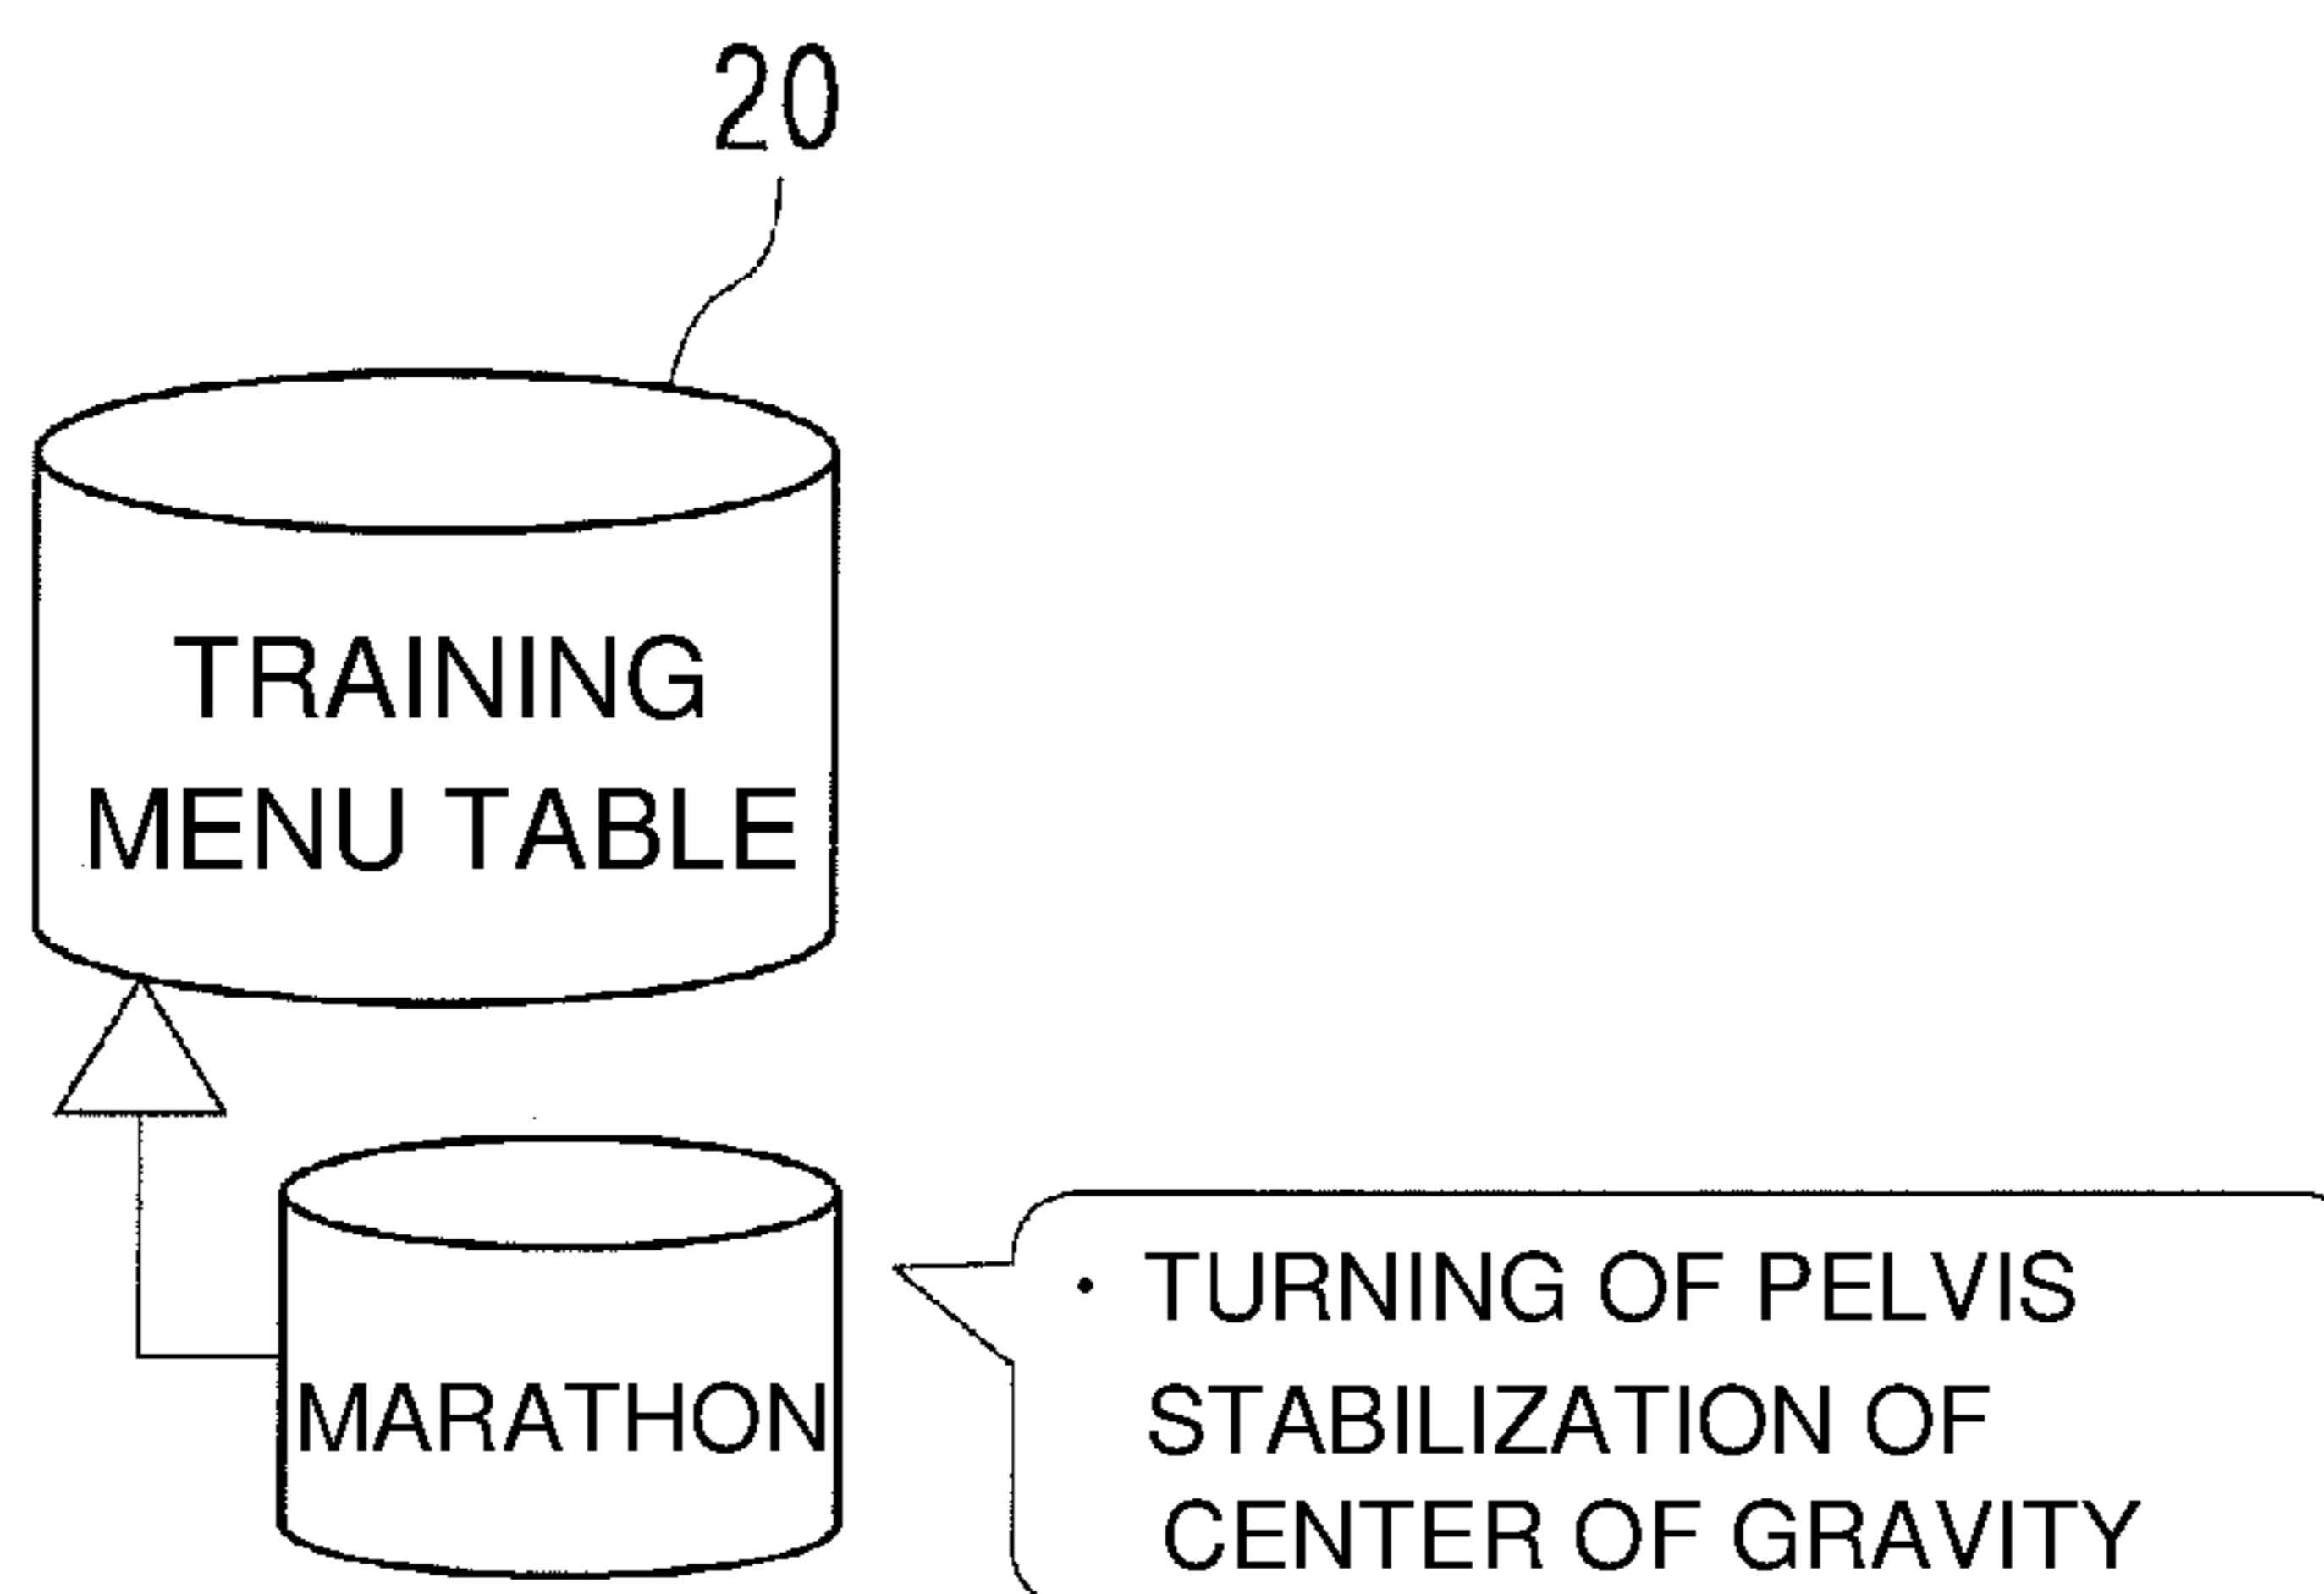 20
TRAINING
MENU TABLE
MARATHON
• TURNING OF PELVIS
STABILIZATION OF
CENTER OF GRAVITY